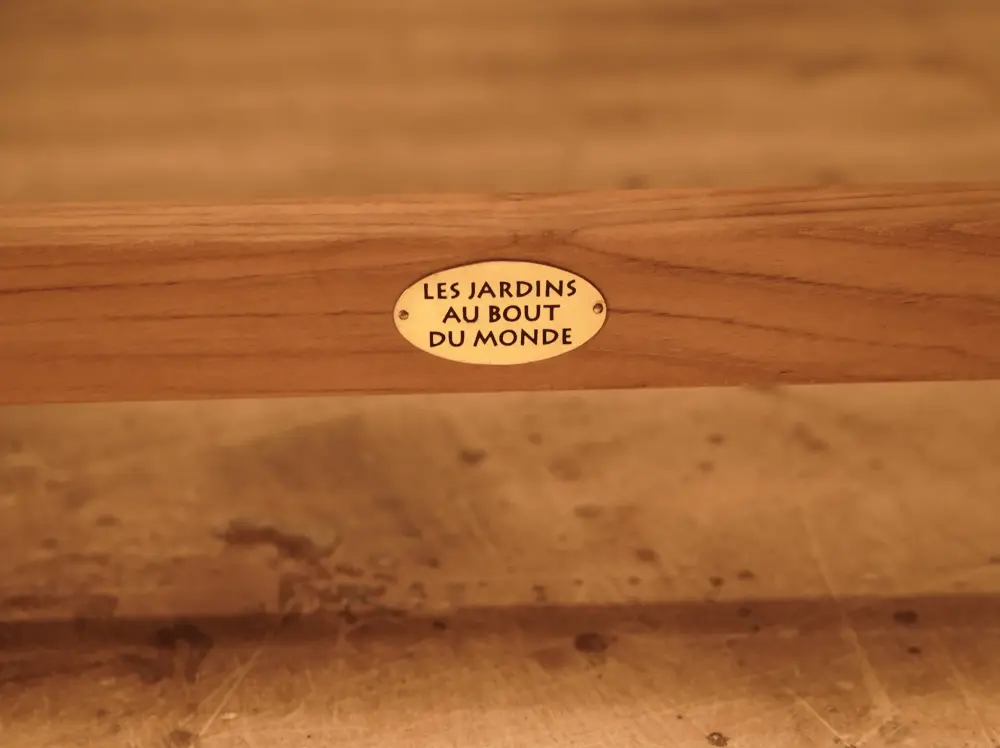 LES JARDINS
AU BOUT
DU MONDE